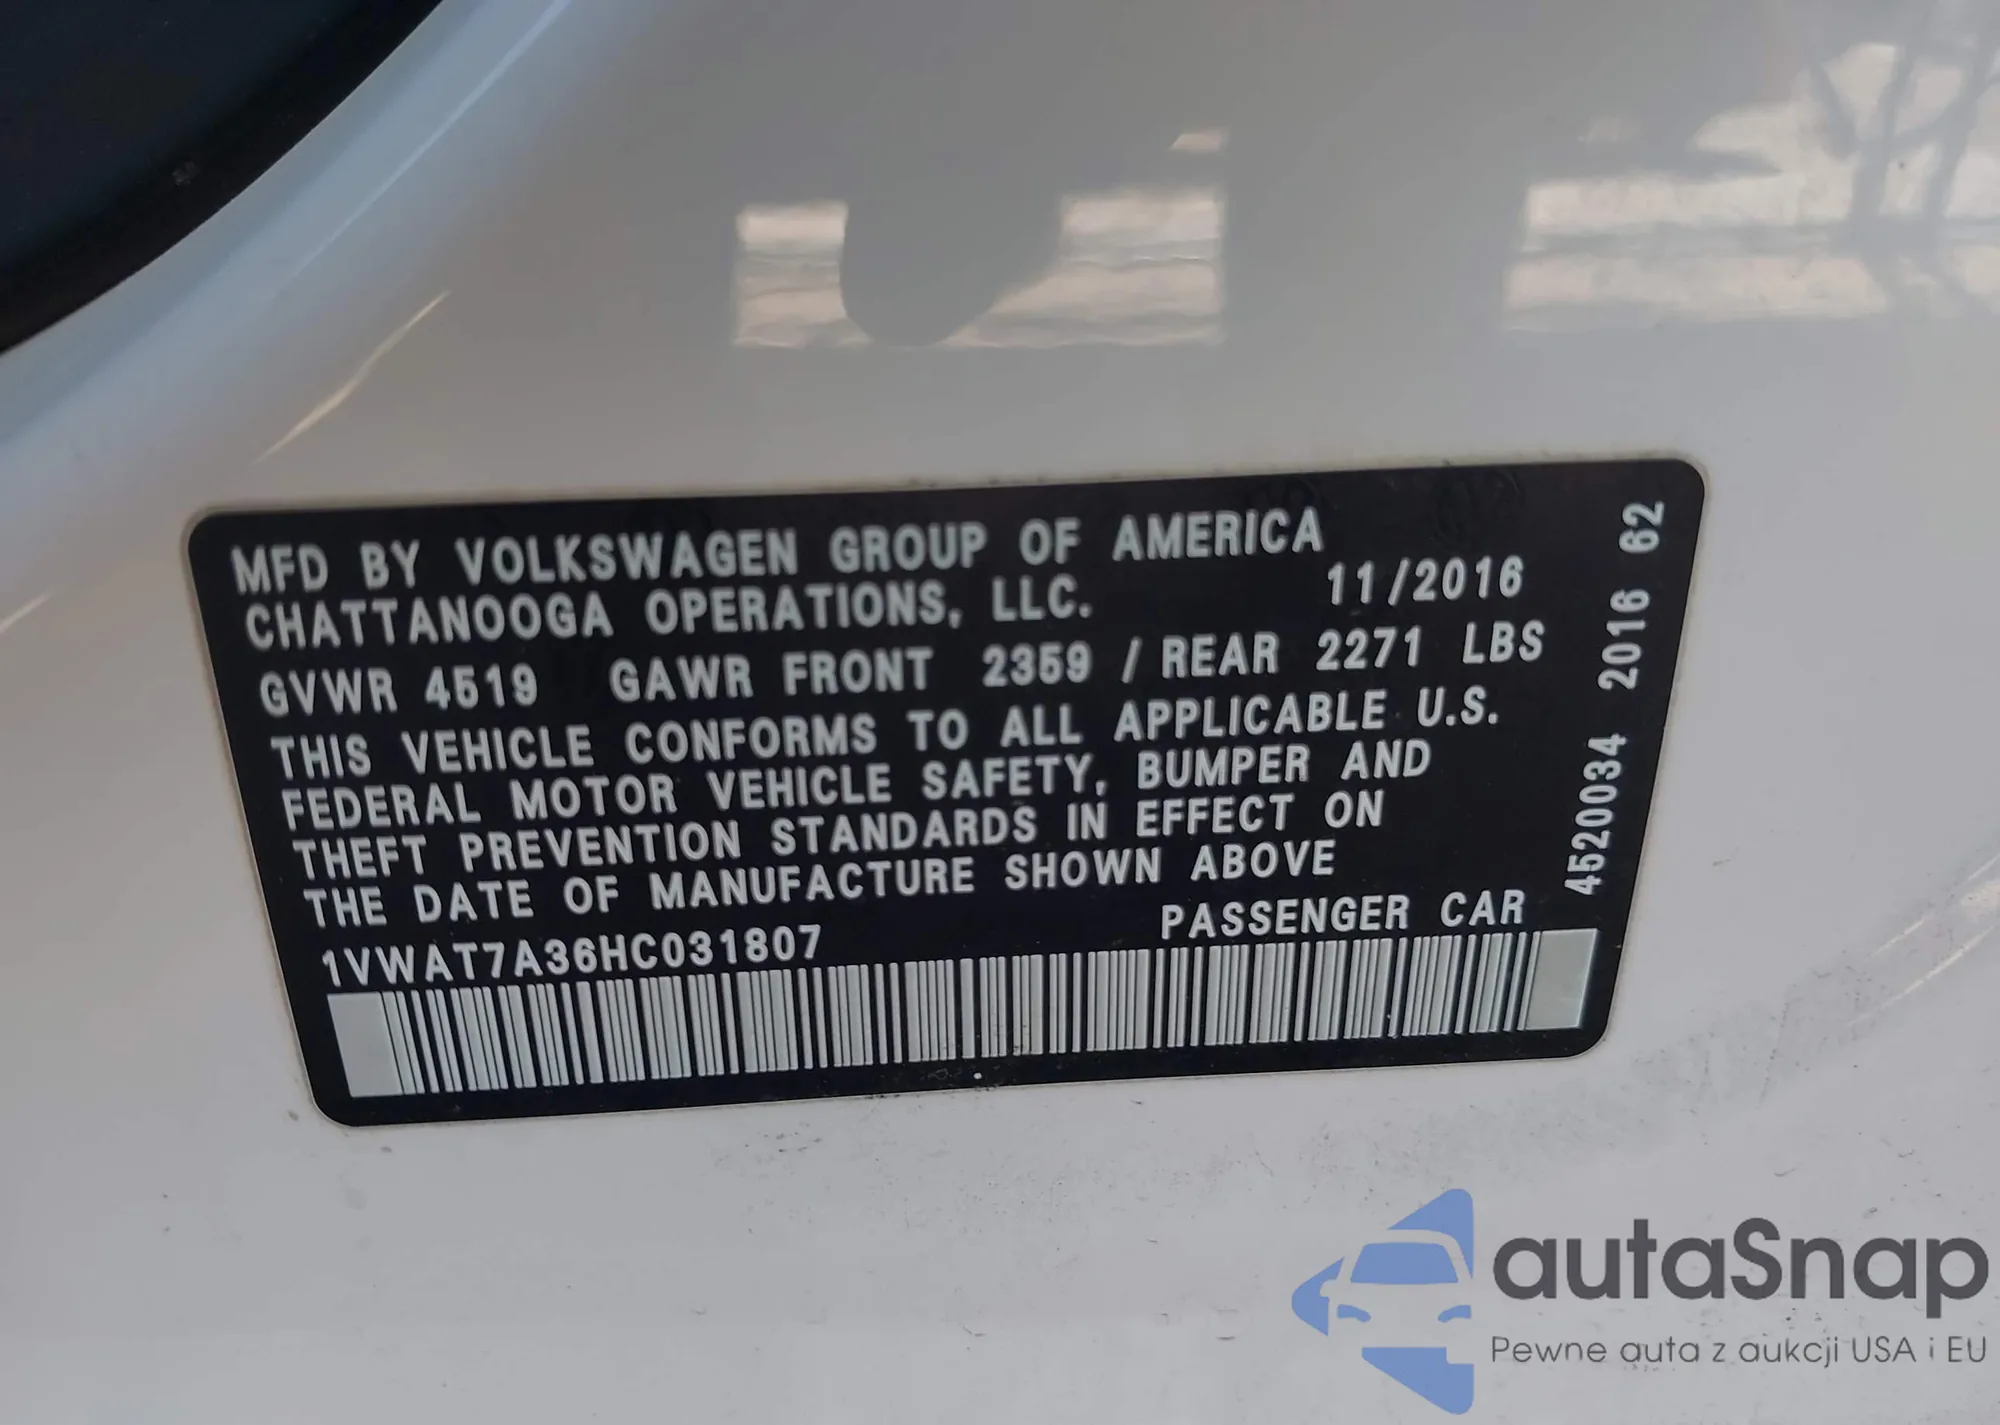 MFD BY VOLKSWAGEN GROUP OF AMERICA
CHATTANOOGA OPERATIONS, LLC. 11/2016
GVWR 4519 GAWR FRONT 2359 / REAR 2271 LBS
THIS VEHICLE CONFORMS TO ALL APPLICABLE U.S.
FEDERAL MOTOR VEHICLE SAFETY, BUMPER AND
THEFT PREVENTION STANDARDS IN EFFECT ON
THE DATE OF MANUFACTURE SHOWN ABOVE
1VWAT7A36HC031807 PASSENGER CAR
4520034 2016 62
autaSnap
Pewne auta z aukcji USA i EU